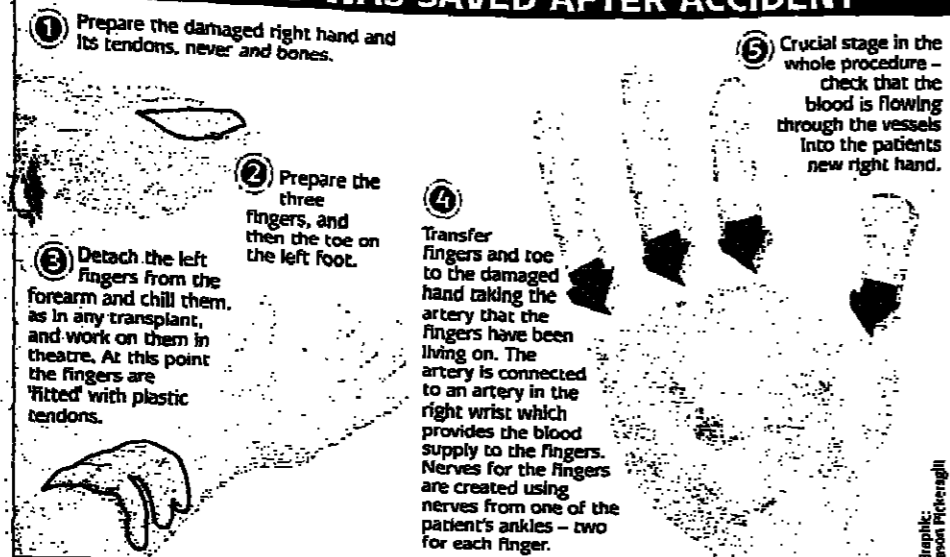 WAS SAVED AFTER ACCIDENT
1 Prepare the damaged right hand and
its tendons, never and bones.
2 Prepare the
three
fingers, and
then the toe on
the left foot.
3 Detach the left
fingers from the
forearm and chill them,
as in any transplant,
and work on them in
theatre. At this point
the fingers are
'fitted' with plastic
tendons.
4
Transfer
fingers and toe
to the damaged
hand taking the
artery that the
fingers have been
living on. The
artery is connected
to an artery in the
right wrist which
provides the blood
supply to the fingers.
Nerves for the fingers
are created using
nerves from one of the
patient's ankles – two
for each finger.
5 Crucial stage in the
whole procedure –
check that the
blood is flowing
through the vessels
into the patients
new right hand.